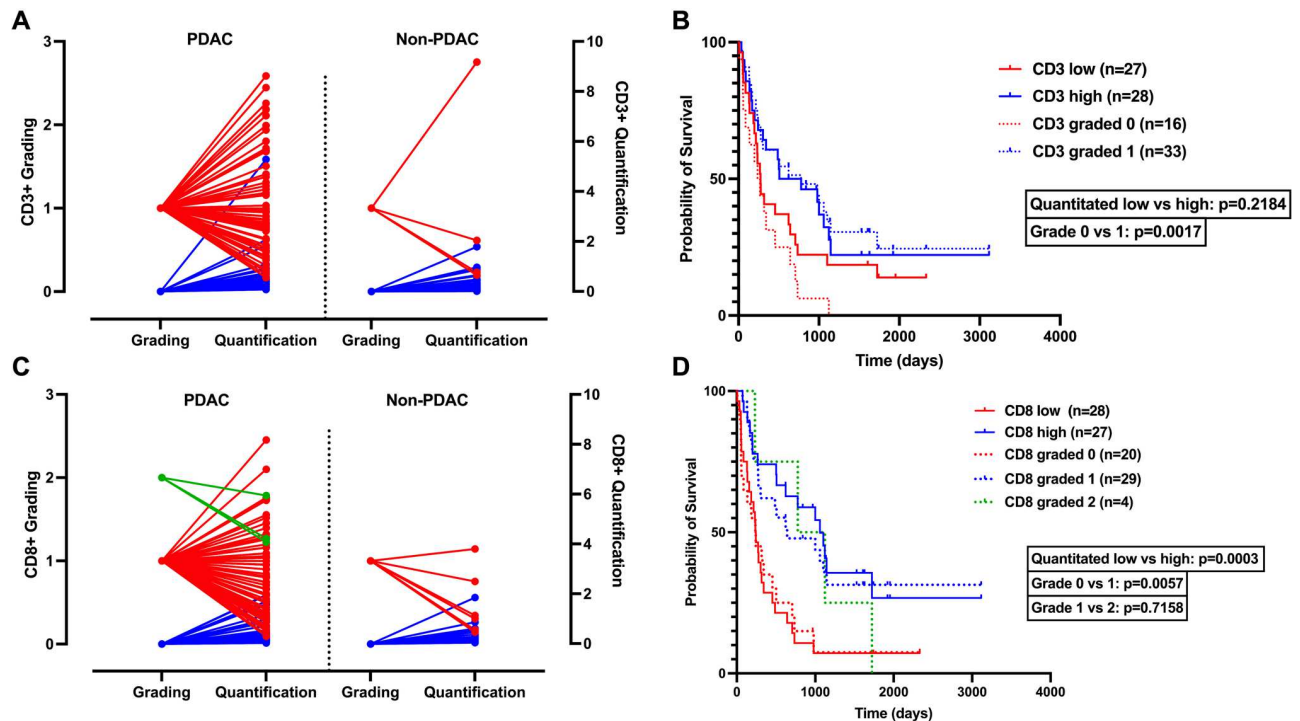 A
PDAC
Non-PDAC
3
2
1
0
CD3+ Grading
10
8
6
4
2
0
CD3+ Quantification
Grading
Quantification
Grading
Quantification
B
100
50
0
Probability of Survival
0
1000
2000
3000
4000
Time (days)
CD3 low (n=27)
CD3 high (n=28)
CD3 graded 0 (n=16)
CD3 graded 1 (n=33)
Quantitated low vs high: p=0.2184
Grade 0 vs 1: p=0.0017
C
PDAC
Non-PDAC
3
2
1
0
CD8+ Grading
10
8
6
4
2
0
CD8+ Quantification
Grading
Quantification
Grading
Quantification
D
100
50
0
Probability of Survival
0
1000
2000
3000
4000
Time (days)
CD8 low (n=28)
CD8 high (n=27)
CD8 graded 0 (n=20)
CD8 graded 1 (n=29)
CD8 graded 2 (n=4)
Quantitated low vs high: p=0.0003
Grade 0 vs 1: p=0.0057
Grade 1 vs 2: p=0.7158